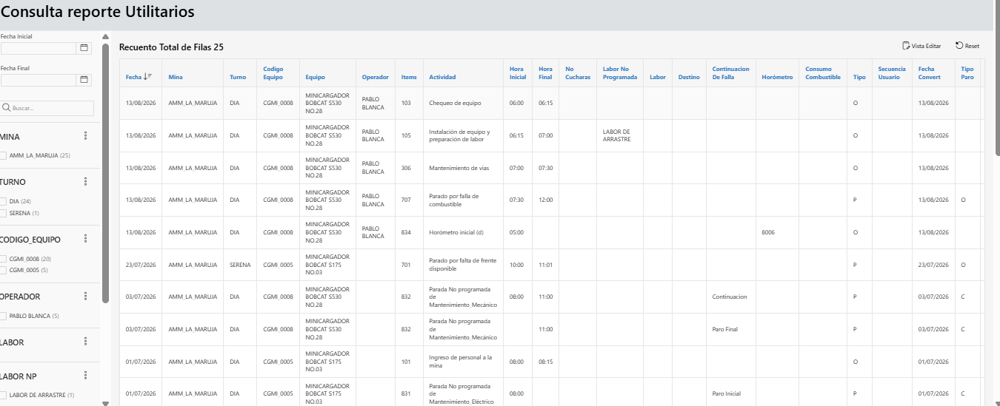 Consulta reporte Utilitarios
Fecha Inicial
Fecha Final
Buscar...
MINA
AMM_LA_MARUJA (25)
TURNO
DIA (24)
SERENA (1)
CODIGO_EQUIPO
CGMI_0008 (20)
CGMI_0005 (5)
OPERADOR
PABLO BLANCA (5)
LABOR
LABOR NP
LABOR DE ARRASTRE (1)
Recuento Total de Filas 25
Vista Editar
Reset
Fecha Mina Turno Codigo Equipo Equipo Operador Items Actividad Hora Inicial Hora Final No Cucharas Labor No Programada Labor Destino Continuacion De Falla Horómetro Consumo Combustible Tipo Secuencia Usuario Fecha Convert Tipo Paro
13/08/2026 AMM_LA_MARUJA DIA CGMI_0008 MINICARGADOR BOBCAT S530 NO.28 PABLO BLANCA 103 Chequeo de equipo 06:00 06:15 O 13/08/2026
13/08/2026 AMM_LA_MARUJA DIA CGMI_0008 MINICARGADOR BOBCAT S530 NO.28 PABLO BLANCA 105 Instalación de equipo y preparación de labor 06:15 07:00 LABOR DE ARRASTRE O 13/08/2026
13/08/2026 AMM_LA_MARUJA DIA CGMI_0008 MINICARGADOR BOBCAT S530 NO.28 PABLO BLANCA 306 Mantenimiento de vías 07:00 07:30 O 13/08/2026
13/08/2026 AMM_LA_MARUJA DIA CGMI_0008 MINICARGADOR BOBCAT S530 NO.28 PABLO BLANCA 707 Parado por falla de combustible 07:30 12:00 P 13/08/2026 O
13/08/2026 AMM_LA_MARUJA DIA CGMI_0008 MINICARGADOR BOBCAT S530 NO.28 PABLO BLANCA 834 Horómetro inicial (d) 05:00 8006 O 13/08/2026
23/07/2026 AMM_LA_MARUJA SERENA CGMI_0005 MINICARGADOR BOBCAT S175 NO.03 701 Parado por falta de frente disponible 10:00 11:01 P 23/07/2026 O
03/07/2026 AMM_LA_MARUJA DIA CGMI_0008 MINICARGADOR BOBCAT S530 NO.28 832 Parada No programada de Mantenimiento_Mecánico 08:00 11:00 Continuacion P 03/07/2026 C
03/07/2026 AMM_LA_MARUJA DIA CGMI_0008 MINICARGADOR BOBCAT S530 NO.28 832 Parada No programada de Mantenimiento_Mecánico 11:00 Paro Final P 03/07/2026 C
01/07/2026 AMM_LA_MARUJA DIA CGMI_0005 MINICARGADOR BOBCAT S175 NO.03 101 Ingreso de personal a la mina 08:00 08:15 O 01/07/2026
01/07/2026 AMM_LA_MARUJA DIA CGMI_0005 MINICARGADOR BOBCAT S175 NO.03 831 Parada No programada de Mantenimiento_Eléctrico 08:00 Paro Inicial P 01/07/2026 C